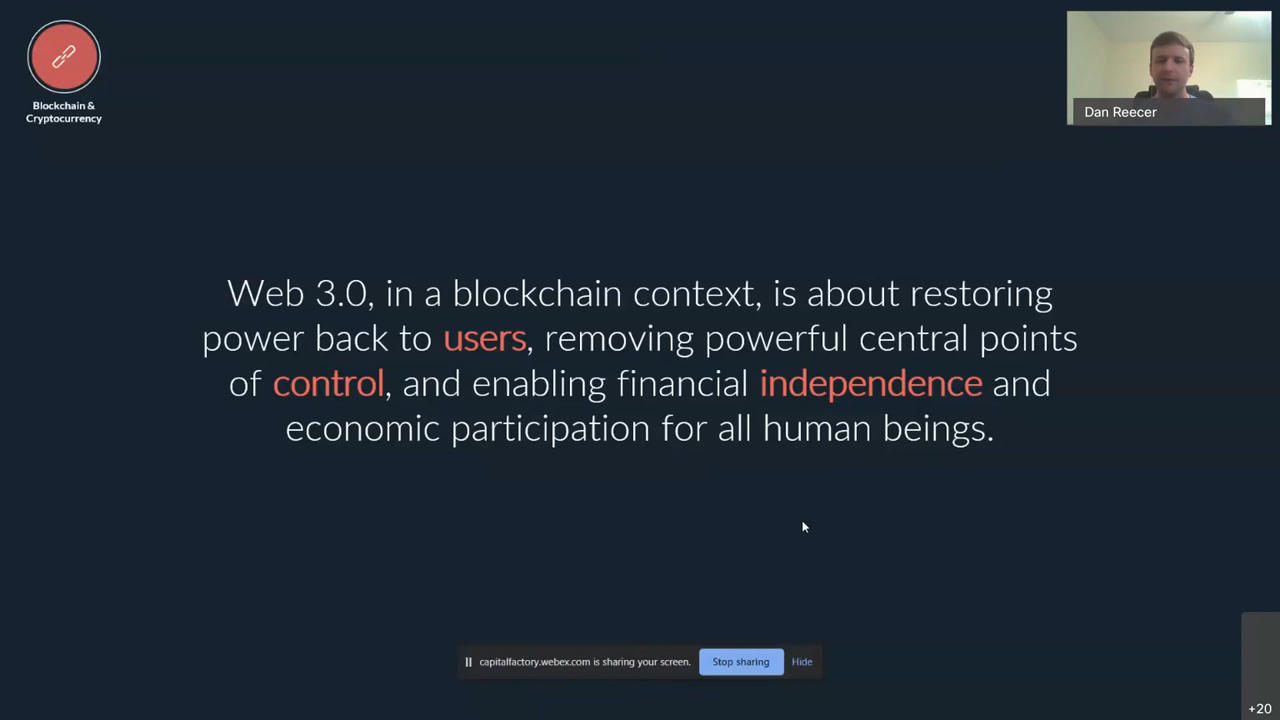 Blockchain &
Cryptocurrency
Dan Reecer
Web 3.0, in a blockchain context, is about restoring
power back to users, removing powerful central points
of control, and enabling financial independence and
economic participation for all human beings.
capitalfactory.webex.com is sharing your screen. Stop sharing Hide
+20